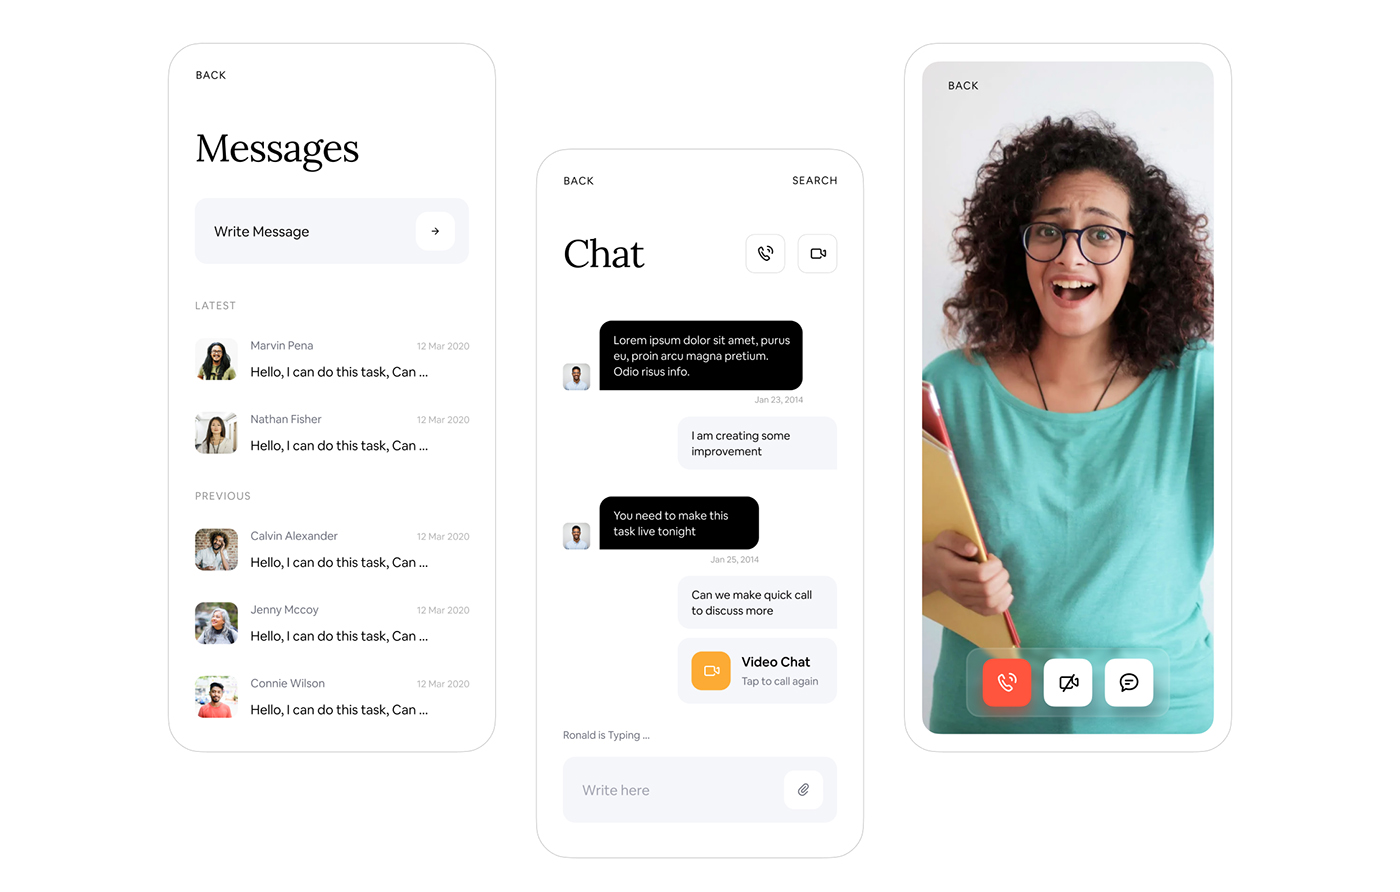 BACK
Messages
Write Message
LATEST
Marvin Pena
12 Mar 2020
Hello, I can do this task, Can ...
Nathan Fisher
12 Mar 2020
Hello, I can do this task, Can ...
PREVIOUS
Calvin Alexander
12 Mar 2020
Hello, I can do this task, Can ...
Jenny Mccoy
12 Mar 2020
Hello, I can do this task, Can ...
Connie Wilson
12 Mar 2020
Hello, I can do this task, Can ...
BACK
SEARCH
Chat
Lorem ipsum dolor sit amet, purus
eu, proin arcu magna pretium.
Odio risus info.
Jan 23, 2014
I am creating some
improvement
You need to make this
task live tonight
Jan 25, 2014
Can we make quick call
to discuss more
Video Chat
Tap to call again
Ronald is Typing ...
Write here
BACK